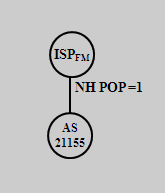 ISPFM
NH POP=1
AS
21155